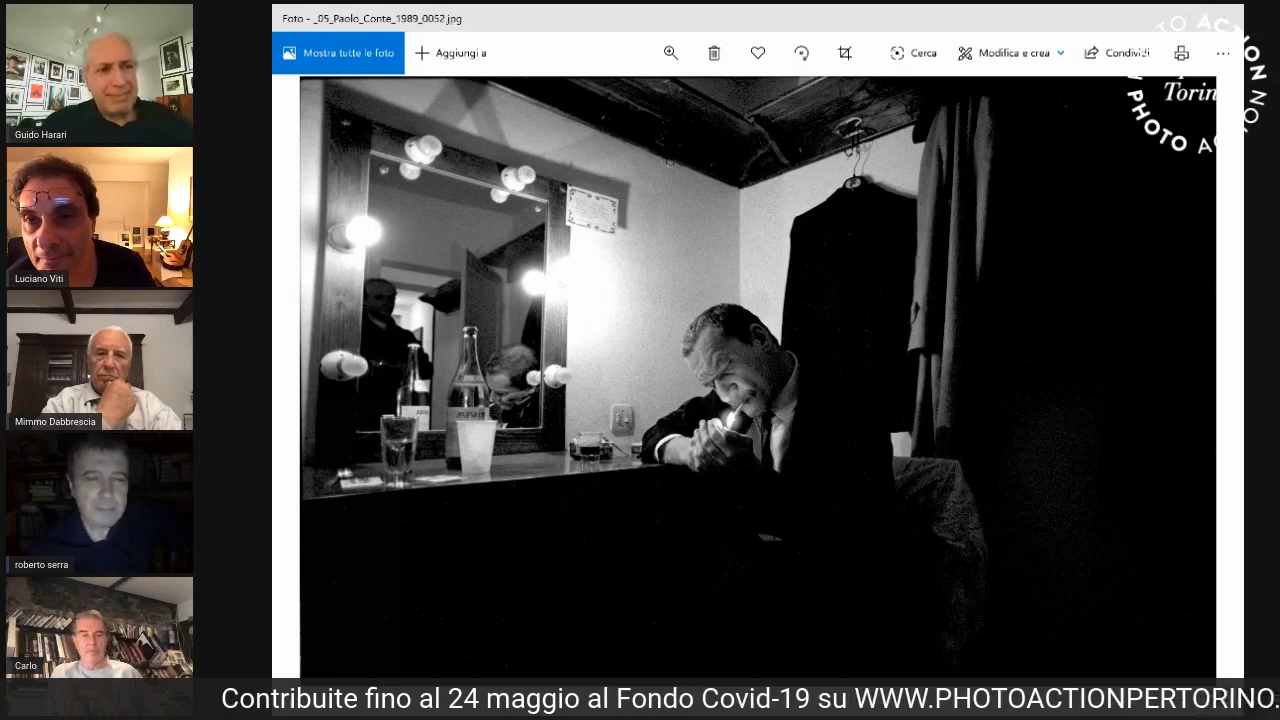 Foto - _05_Paolo_Conte_1989_0052.jpg
Mostra tutte le foto
Aggiungi a
Cerca
Modifica e crea
Condividi
Torin
PHOTO
Guido Harari
Luciano Viti
Mimmo Dabbrescia
roberto serra
Carlo
Contribuite fino al 24 maggio al Fondo Covid-19 su WWW.PHOTOACTIONPERTORINO.